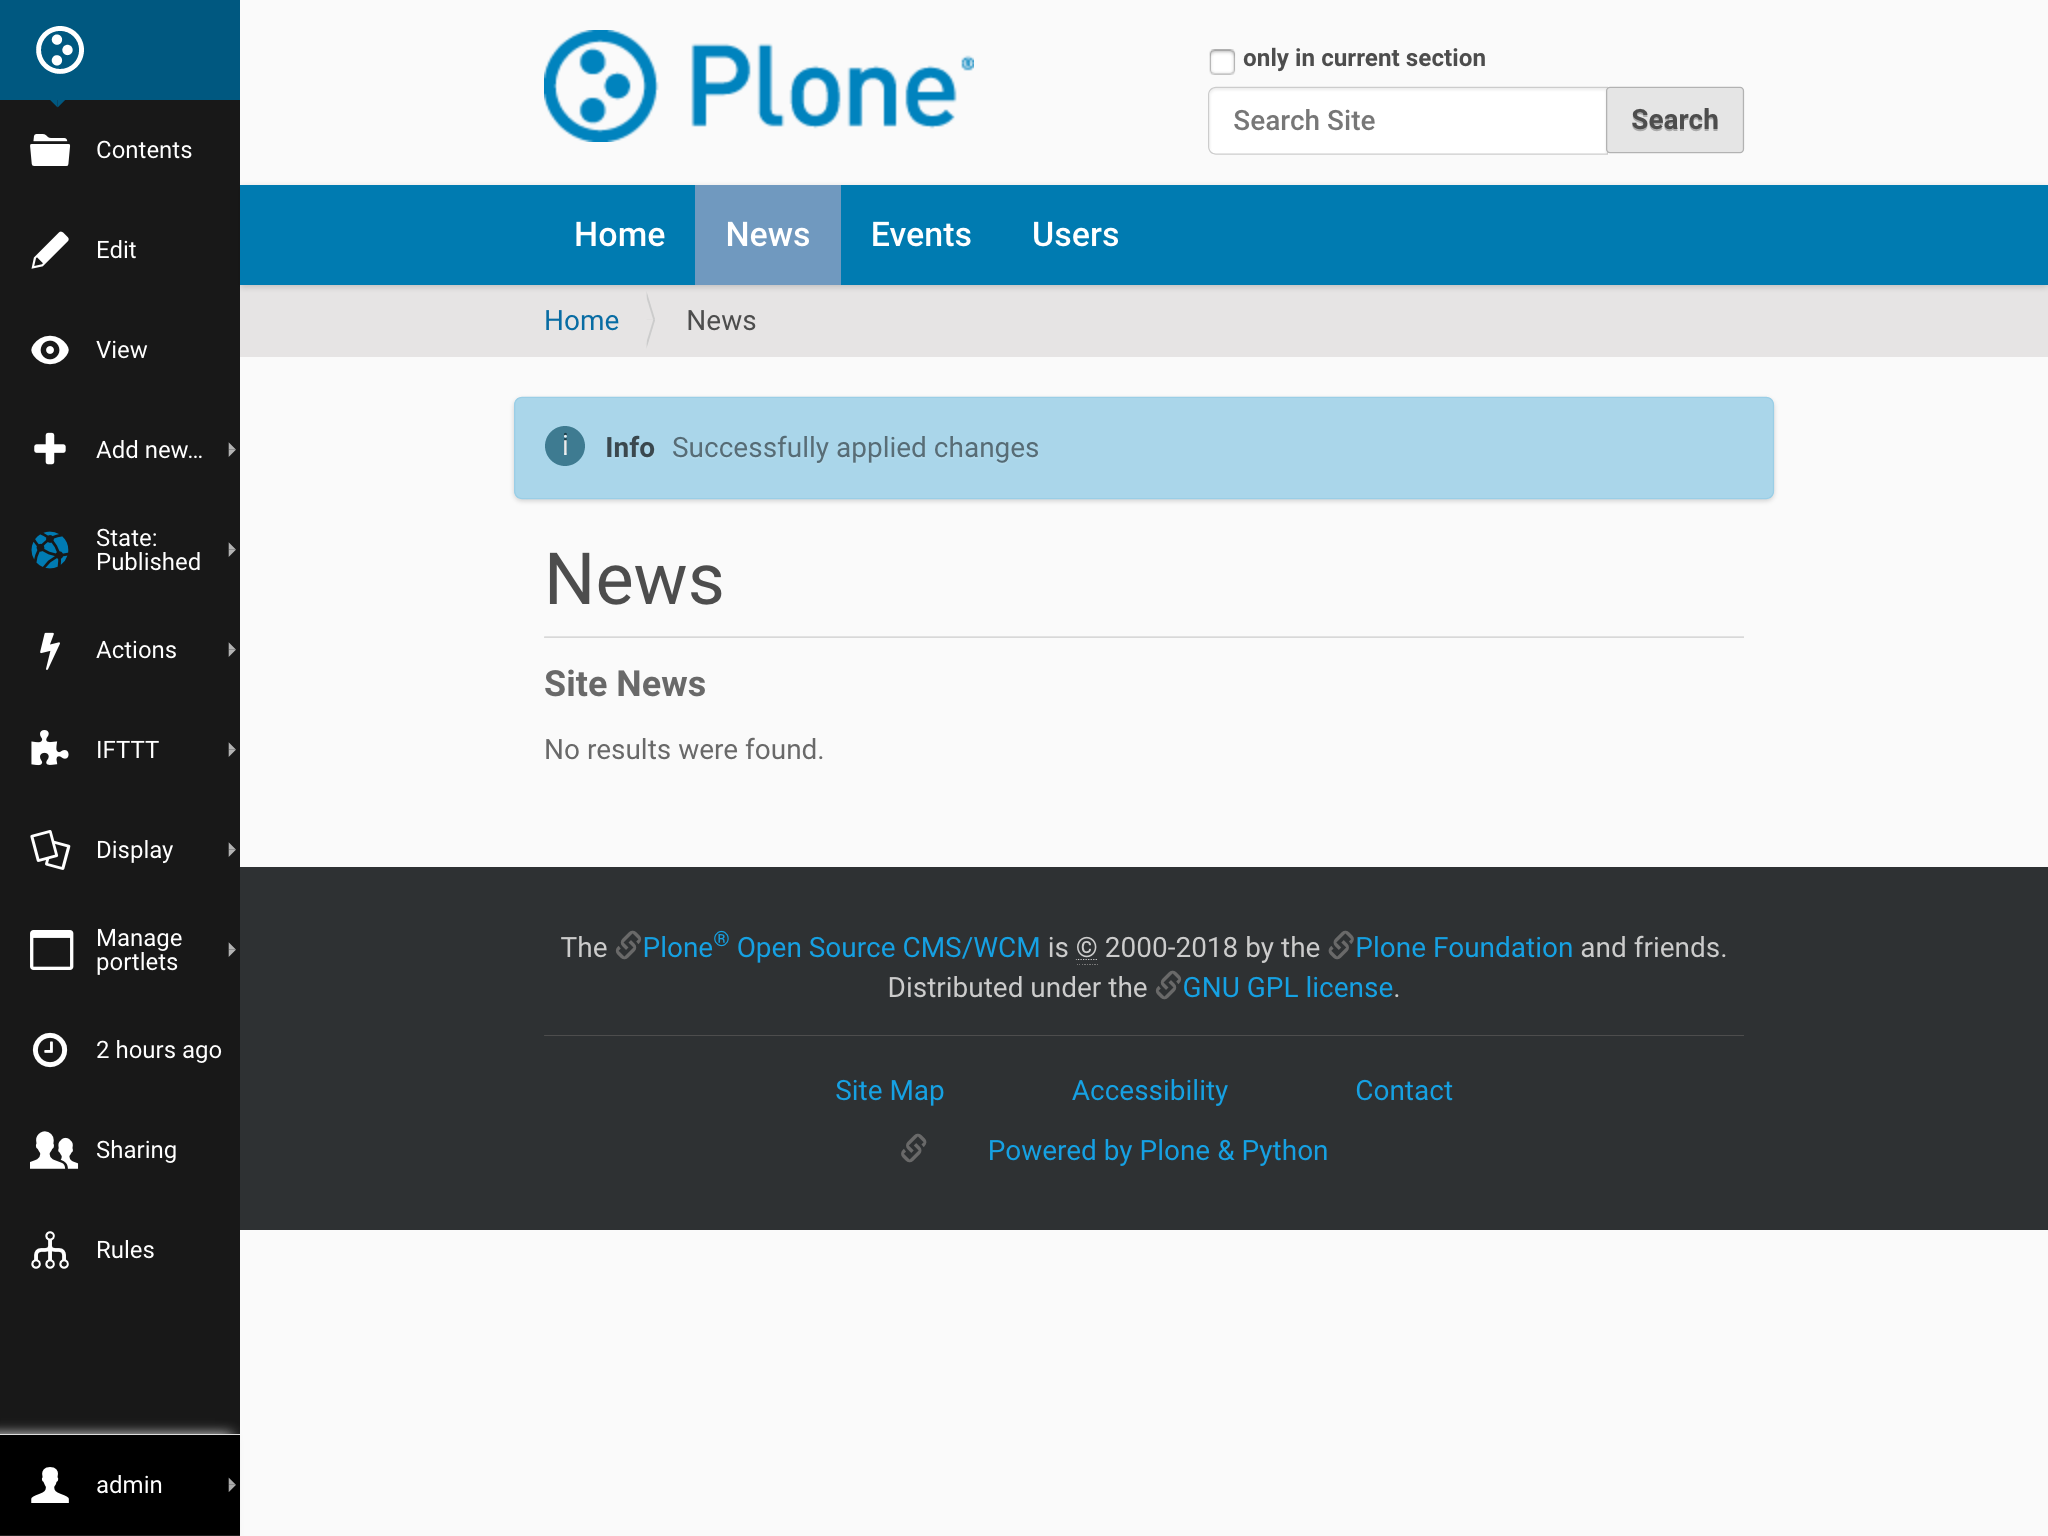 Contents
Edit
View
Add new...
State:
Published
Actions
IFTTT
Display
Manage
portlets
2 hours ago
Sharing
Rules
admin
Plone®
only in current section
Search Site
Search
Home
News
Events
Users
Home
News
Info Successfully applied changes
News
Site News
No results were found.
The Plone® Open Source CMS/WCM is © 2000-2018 by the Plone Foundation and friends.
Distributed under the GNU GPL license.
Site Map
Accessibility
Contact
Powered by Plone & Python